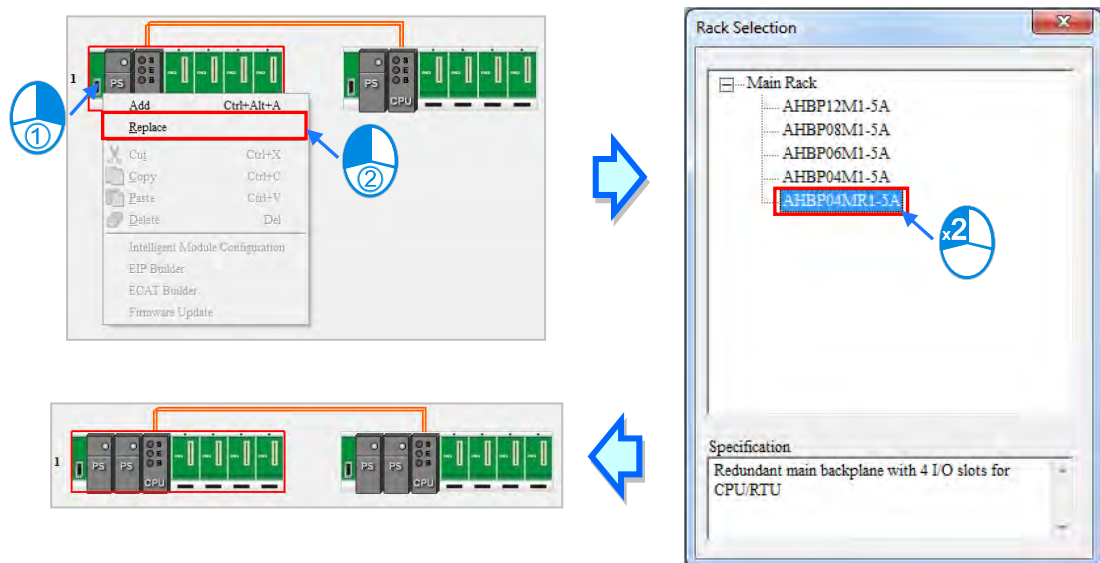 1
PS
S
E
B
PS
S
E
B
CPU
①
Add Ctrl+Alt+A
Replace
Cut Ctrl+X
Copy Ctrl+C
Paste Ctrl+V
Delete Del
Intelligent Module Configuration
EIP Builder
ECAT Builder
Firmware Update
②
Rack Selection
Main Rack
AHBP12M1-5A
AHBP08M1-5A
AHBP06M1-5A
AHBP04M1-5A
AHBP04MR1-5A
x2
Specification
Redundant main backplane with 4 I/O slots for
CPU/RTU
1
PS PS
S
E
B
CPU
PS PS
S
E
B
CPU